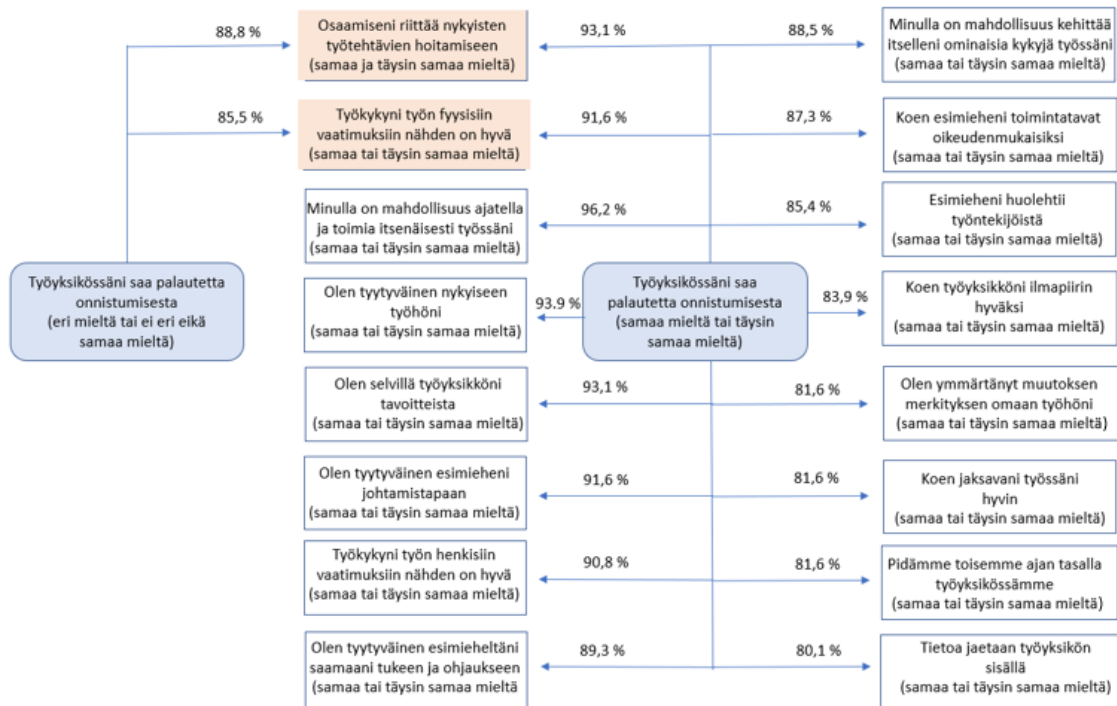 88,8 %
Osaamiseni riittää nykyisten
työtehtävien hoitamiseen
(samaa ja täysin samaa mieltä)
93,1 %
88,5 %
Minulla on mahdollisuus kehittää
itselleni ominaisia kykyjä työssäni
(samaa tai täysin samaa mieltä)
85,5 %
Työkykyni työn fyysisiin
vaatimuksiin nähden on hyvä
(samaa tai täysin samaa mieltä)
91,6 %
87,3 %
Koen esimieheni toimintatavat
oikeudenmukaisiksi
(samaa tai täysin samaa mieltä)
Minulla on mahdollisuus ajatella
ja toimia itsenäisesti työssäni
(samaa tai täysin samaa mieltä)
96,2 %
85,4 %
Esimieheni huolehtii
työntekijöistä
(samaa tai täysin samaa mieltä)
Työyksikössäni saa palautetta
onnistumisesta
(eri mieltä tai ei eri eikä
samaa mieltä)
Olen tyytyväinen nykyiseen
työhöni
(samaa tai täysin samaa mieltä)
93.9 %
Työyksikössäni saa
palautetta onnistumisesta
(samaa mieltä tai täysin
samaa mieltä)
83,9 %
Koen työyksikköni ilmapiirin
hyväksi
(samaa tai täysin samaa mieltä)
Olen selvillä työyksikköni
tavoitteista
(samaa tai täysin samaa mieltä)
93,1 %
81,6 %
Olen ymmärtänyt muutoksen
merkityksen omaan työhöni
(samaa tai täysin samaa mieltä)
Olen tyytyväinen esimieheni
johtamistapaan
(samaa tai täysin samaa mieltä)
91,6 %
81,6 %
Koen jaksavani työssäni
hyvin
(samaa tai täysin samaa mieltä)
Työkykyni työn henkisiin
vaatimuksiin nähden on hyvä
(samaa tai täysin samaa mieltä)
90,8 %
81,6 %
Pidämme toisemme ajan tasalla
työyksikössämme
(samaa tai täysin samaa mieltä)
Olen tyytyväinen esimieheltäni
saamaani tukeen ja ohjaukseen
(samaa tai täysin samaa mieltä
89,3 %
80,1 %
Tietoa jaetaan työyksikön
sisällä
(samaa tai täysin samaa mieltä)